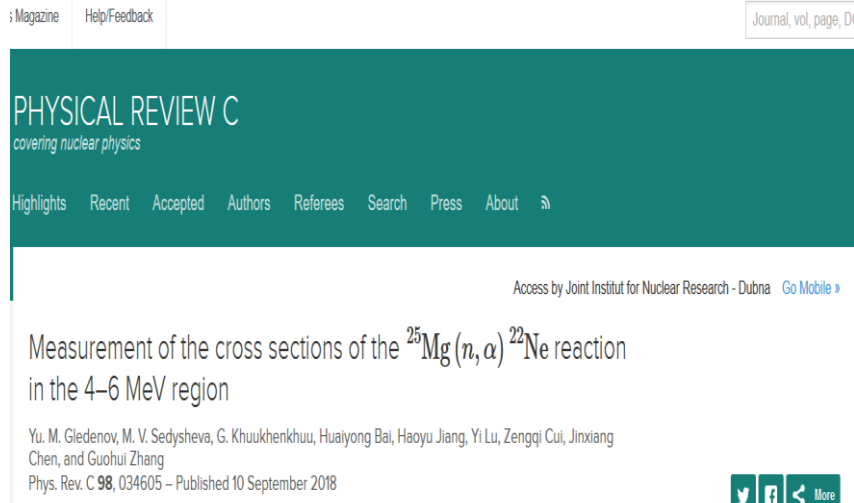 s Magazine Help/Feedback
Journal, vol, page, D
PHYSICAL REVIEW C
covering nuclear physics
Highlights Recent Accepted Authors Referees Search Press About
Access by Joint Institut for Nuclear Research - Dubna Go Mobile »
Measurement of the cross sections of the ²⁵Mg(n, α)²²Ne reaction
in the 4–6 MeV region
Yu. M. Gledenov, M. V. Sedysheva, G. Khuukhenkhuu, Huaiyong Bai, Haoyu Jiang, Yi Lu, Zengqi Cui, Jinxiang
Chen, and Guohui Zhang
Phys. Rev. C 98, 034605 – Published 10 September 2018
More